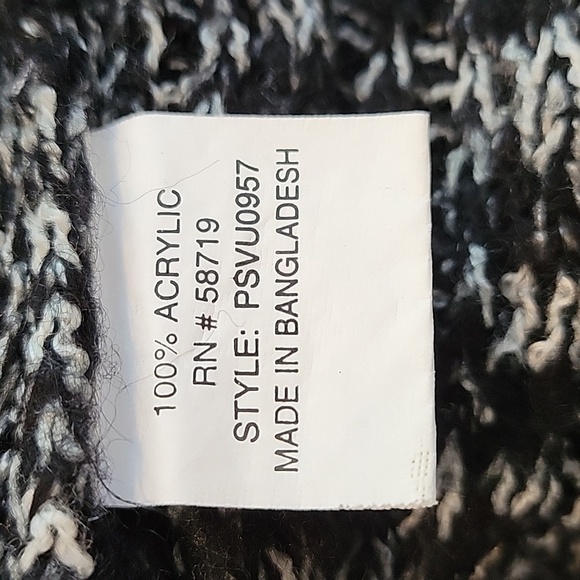 100% ACRYLIC
RN # 58719
STYLE: PSVU0957
MADE IN BANGLADESH